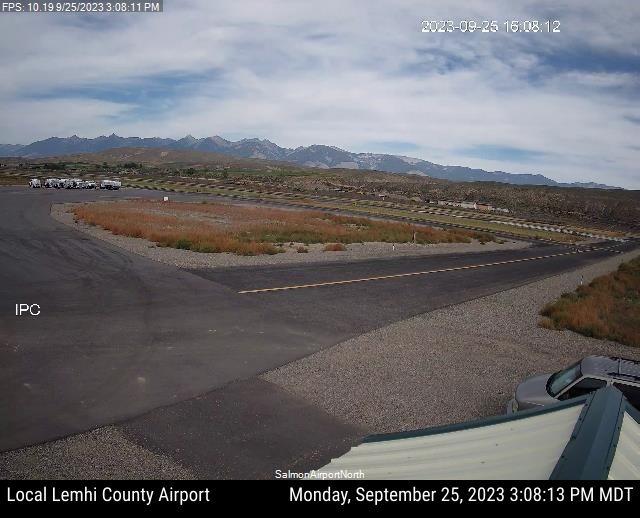 FPS: 10.19 9/25/2023 3:08:11 PM
2023-09-25 15:08:12
IPC
SalmonAirportNorth
Local Lemhi County Airport Monday, September 25, 2023 3:08:13 PM MDT